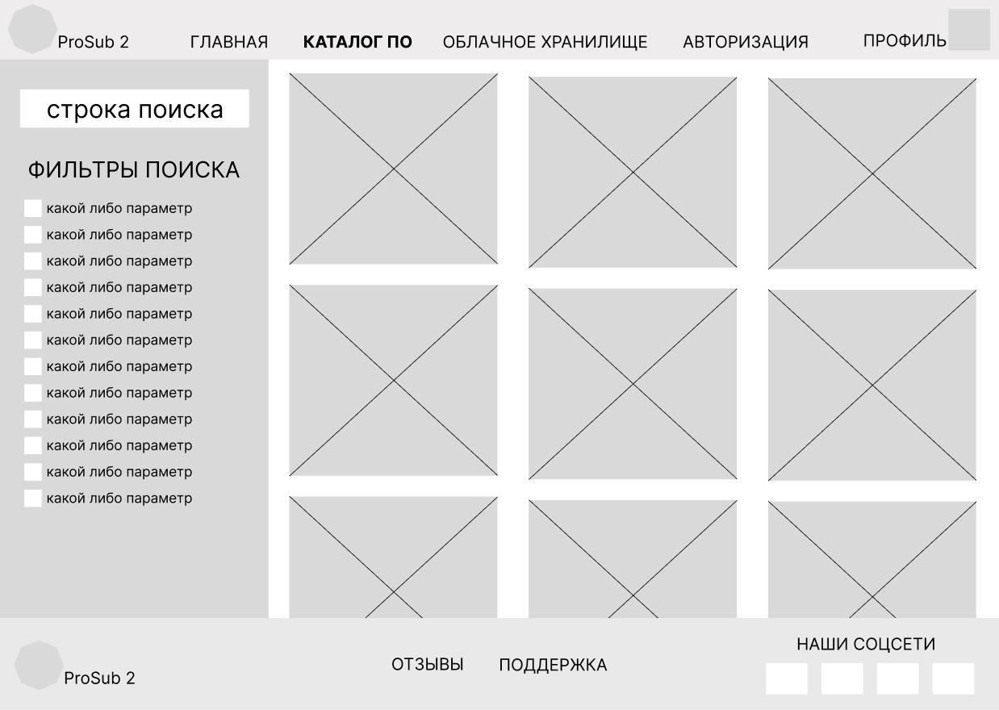 ProSub 2
ГЛАВНАЯ
КАТАЛОГ ПО
ОБЛАЧНОЕ ХРАНИЛИЩЕ
АВТОРИЗАЦИЯ
ПРОФИЛЬ
строка поиска
ФИЛЬТРЫ ПОИСКА
какой либо параметр
какой либо параметр
какой либо параметр
какой либо параметр
какой либо параметр
какой либо параметр
какой либо параметр
какой либо параметр
какой либо параметр
какой либо параметр
какой либо параметр
какой либо параметр
ProSub 2
ОТЗЫВЫ
ПОДДЕРЖКА
НАШИ СОЦСЕТИ